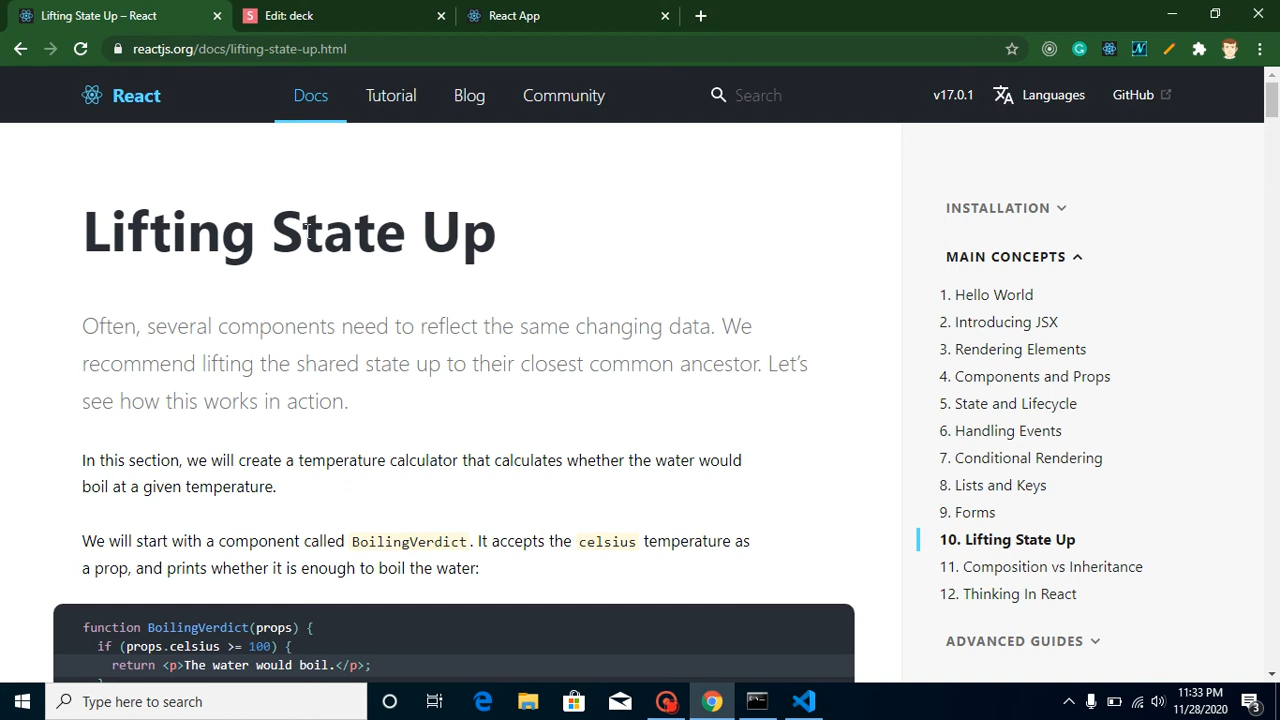 Lifting State Up – React
Edit: deck
React App
reactjs.org/docs/lifting-state-up.html
React
Docs
Tutorial
Blog
Community
Search
v17.0.1
Languages
GitHub
Lifting State Up
Often, several components need to reflect the same changing data. We
recommend lifting the shared state up to their closest common ancestor. Let’s
see how this works in action.
In this section, we will create a temperature calculator that calculates whether the water would
boil at a given temperature.
We will start with a component called BoilingVerdict. It accepts the celsius temperature as
a prop, and prints whether it is enough to boil the water:
function BoilingVerdict(props) {
if (props.celsius >= 100) {
return <p>The water would boil.</p>;
}
INSTALLATION
MAIN CONCEPTS
1. Hello World
2. Introducing JSX
3. Rendering Elements
4. Components and Props
5. State and Lifecycle
6. Handling Events
7. Conditional Rendering
8. Lists and Keys
9. Forms
10. Lifting State Up
11. Composition vs Inheritance
12. Thinking In React
ADVANCED GUIDES
Type here to search
11:33 PM
11/28/2020
3